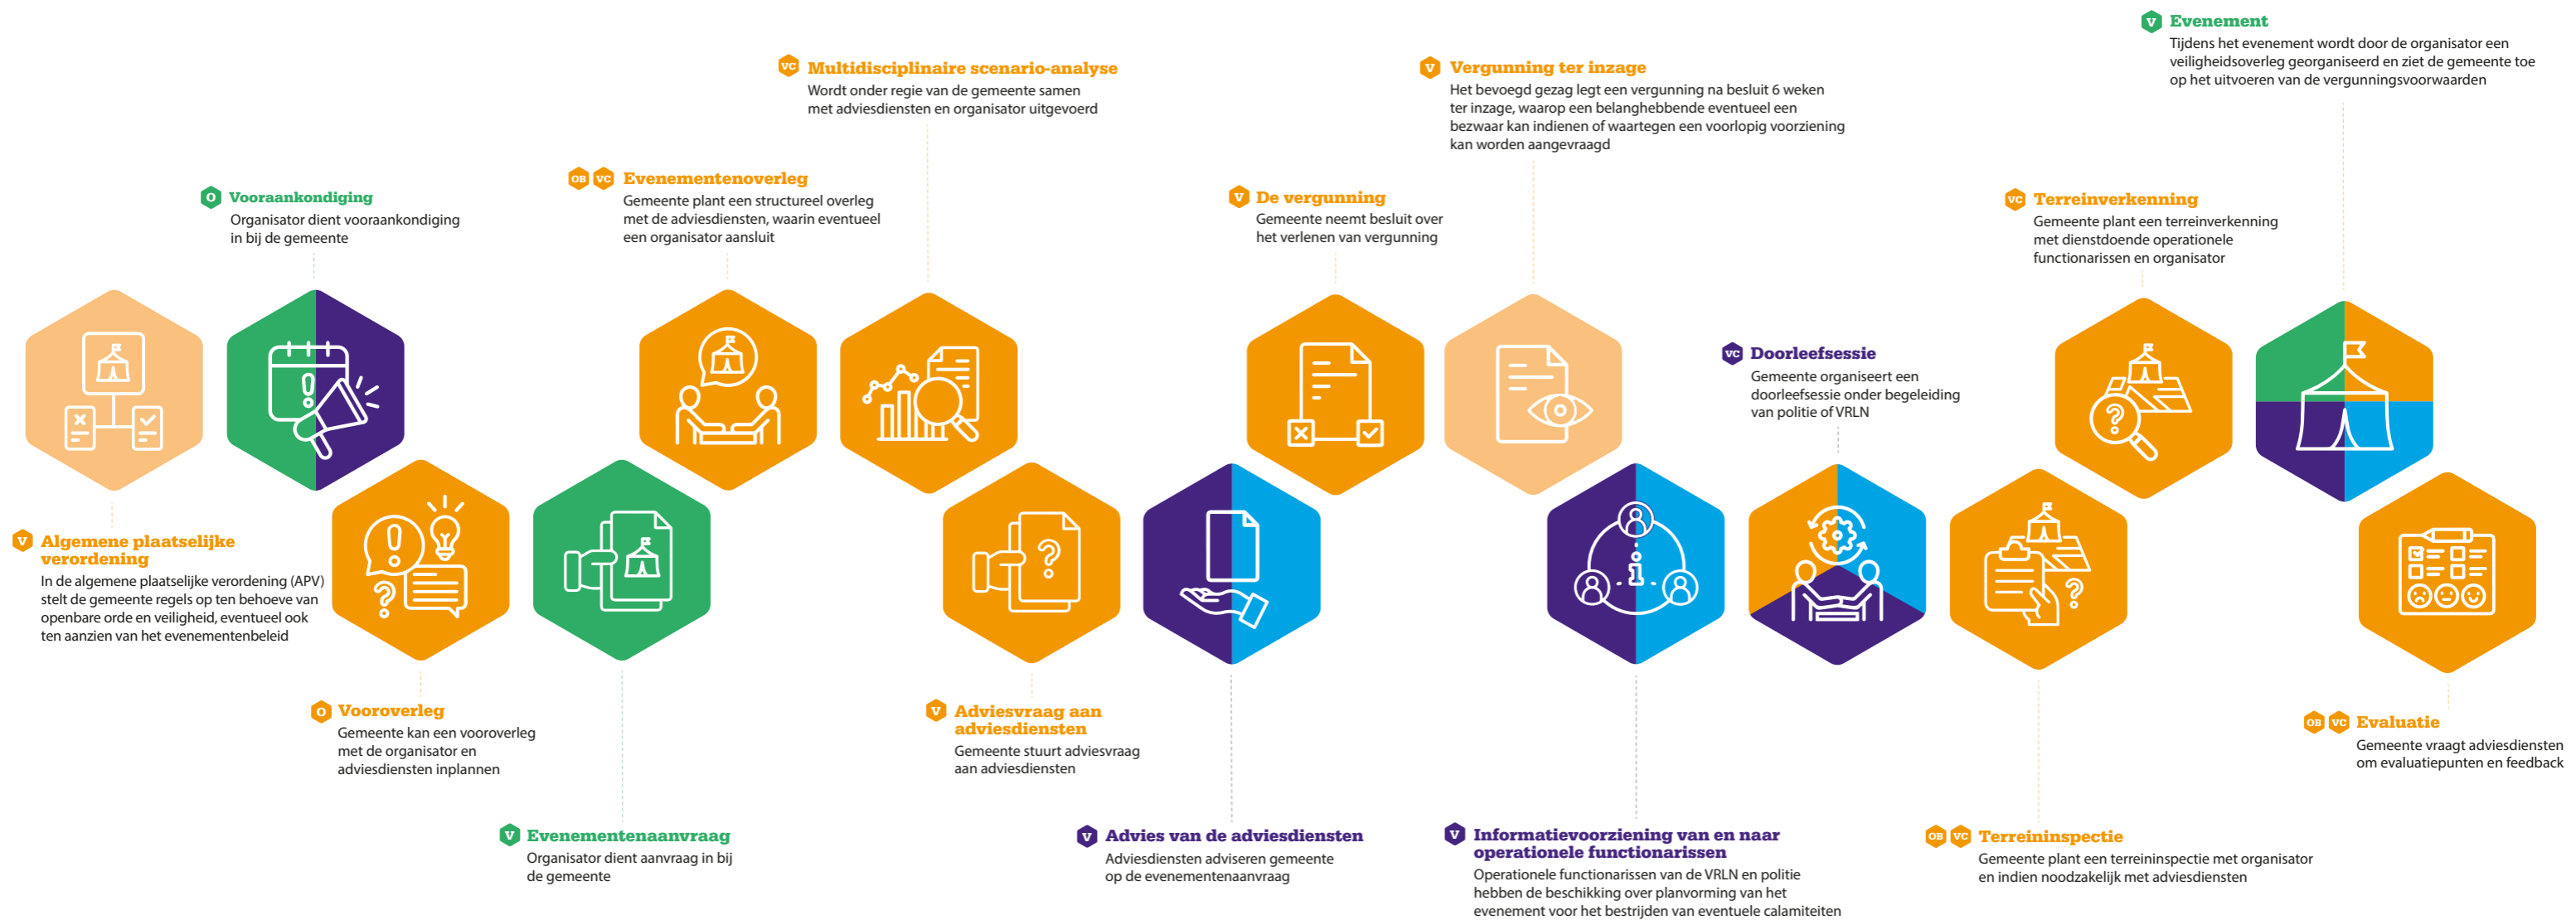 V Algemene plaatselijke
verordening
In de algemene plaatselijke verordening (APV)
stelt de gemeente regels op ten behoeve van
openbare orde en veiligheid, eventueel ook
ten aanzien van het evenementenbeleid
O Vooraankondiging
Organisator dient vooraankondiging
in bij de gemeente
O Vooroverleg
Gemeente kan een vooroverleg
met de organisator en
adviesdiensten inplannen
V Evenementenaanvraag
Organisator dient aanvraag in bij
de gemeente
OB VC Evenementenoverleg
Gemeente plant een structureel overleg
met de adviesdiensten, waarin eventueel
een organisator aansluit
VC Multidisciplinaire scenario-analyse
Wordt onder regie van de gemeente samen
met adviesdiensten en organisator uitgevoerd
V Adviesvraag aan
adviesdiensten
Gemeente stuurt adviesvraag
aan adviesdiensten
V Advies van de adviesdiensten
Adviesdiensten adviseren gemeente
op de evenementenaanvraag
V De vergunning
Gemeente neemt besluit over
het verlenen van vergunning
V Vergunning ter inzage
Het bevoegd gezag legt een vergunning na besluit 6 weken
ter inzage, waarop een belanghebbende eventueel een
bezwaar kan indienen of waartegen een voorlopig voorziening
kan worden aangevraagd
V Informatievoorziening van en naar
operationele functionarissen
Operationele functionarissen van de VRLN en politie
hebben de beschikking over planvorming van het
evenement voor het bestrijden van eventuele calamiteiten
VC Doorleefsessie
Gemeente organiseert een
doorleefsessie onder begeleiding
van politie of VRLN
OB VC Terreininspectie
Gemeente plant een terreininspectie met organisator
en indien noodzakelijk met adviesdiensten
VC Terreinverkenning
Gemeente plant een terreinverkenning
met dienstdoende operationele
functionarissen en organisator
V Evenement
Tijdens het evenement wordt door de organisator een
veiligheidsoverleg georganiseerd en ziet de gemeente toe
op het uitvoeren van de vergunningsvoorwaarden
OB VC Evaluatie
Gemeente vraagt adviesdiensten
om evaluatiepunten en feedback